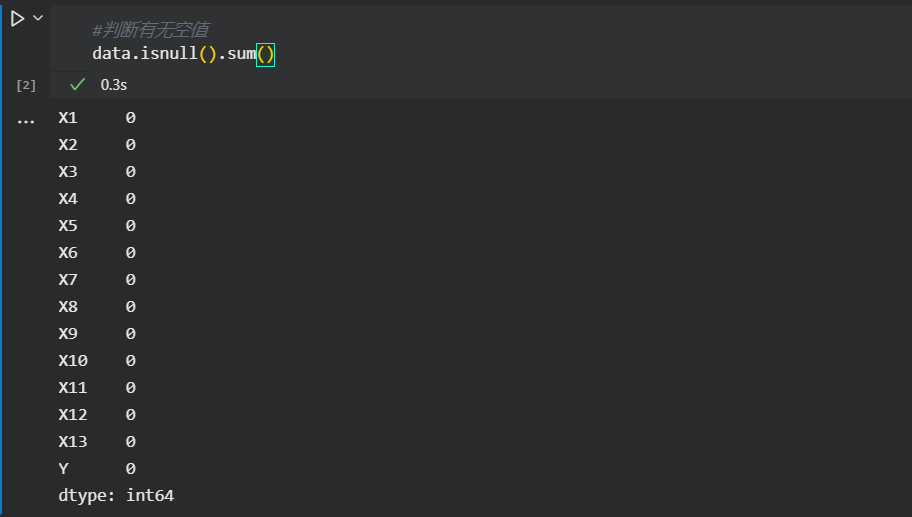 #判断有无空值
data.isnull().sum()
[2]
0.3s
...
X1 0
X2 0
X3 0
X4 0
X5 0
X6 0
X7 0
X8 0
X9 0
X10 0
X11 0
X12 0
X13 0
Y 0
dtype: int64